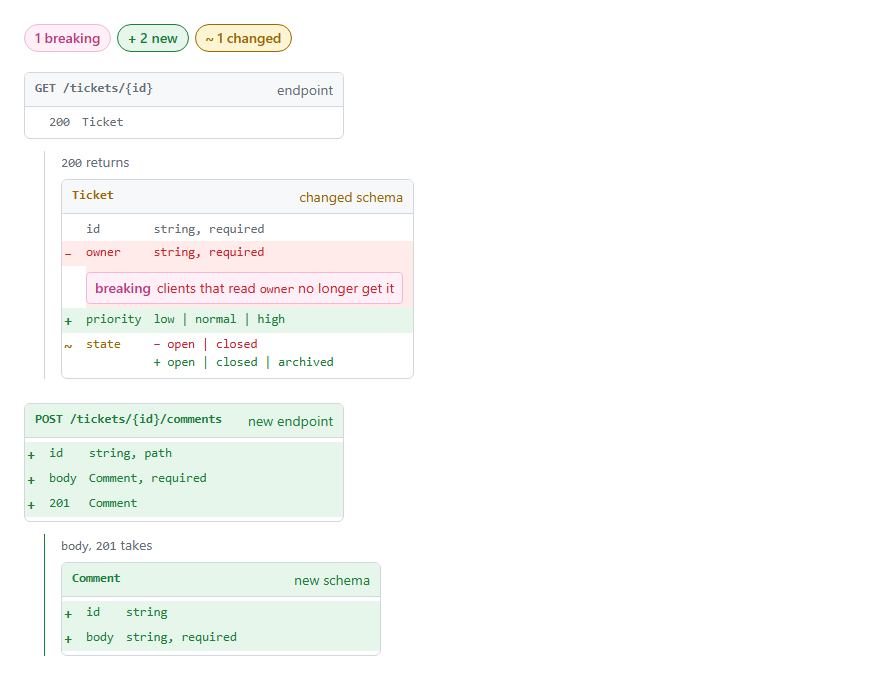 1 breaking + 2 new ~ 1 changed
GET /tickets/{id} endpoint
200 Ticket
200 returns
Ticket changed schema
id string, required
− owner string, required
breaking clients that read owner no longer get it
+ priority low | normal | high
~ state − open | closed
+ open | closed | archived
POST /tickets/{id}/comments new endpoint
+ id string, path
+ body Comment, required
+ 201 Comment
body, 201 takes
Comment new schema
+ id string
+ body string, required